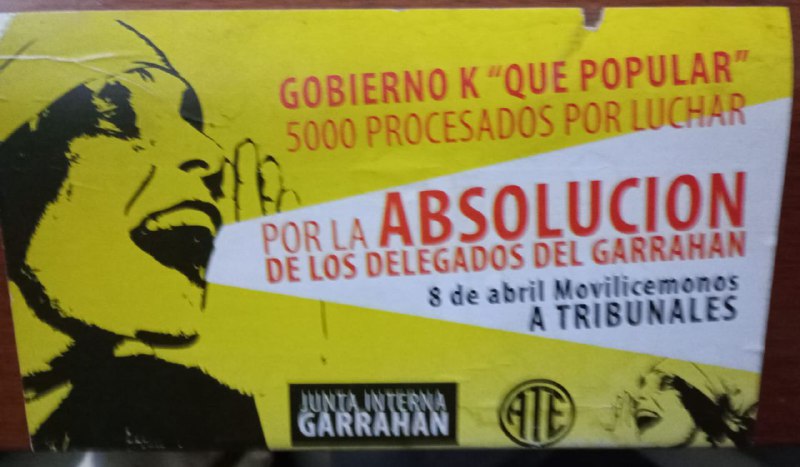 GOBIERNO K "QUE POPULAR"
5000 PROCESADOS POR LUCHAR
POR LA ABSOLUCION
DE LOS DELEGADOS DEL GARRAHAN
8 de abril Movilicemonos
A TRIBUNALES
JUNTA INTERNA
GARRAHAN
ATE